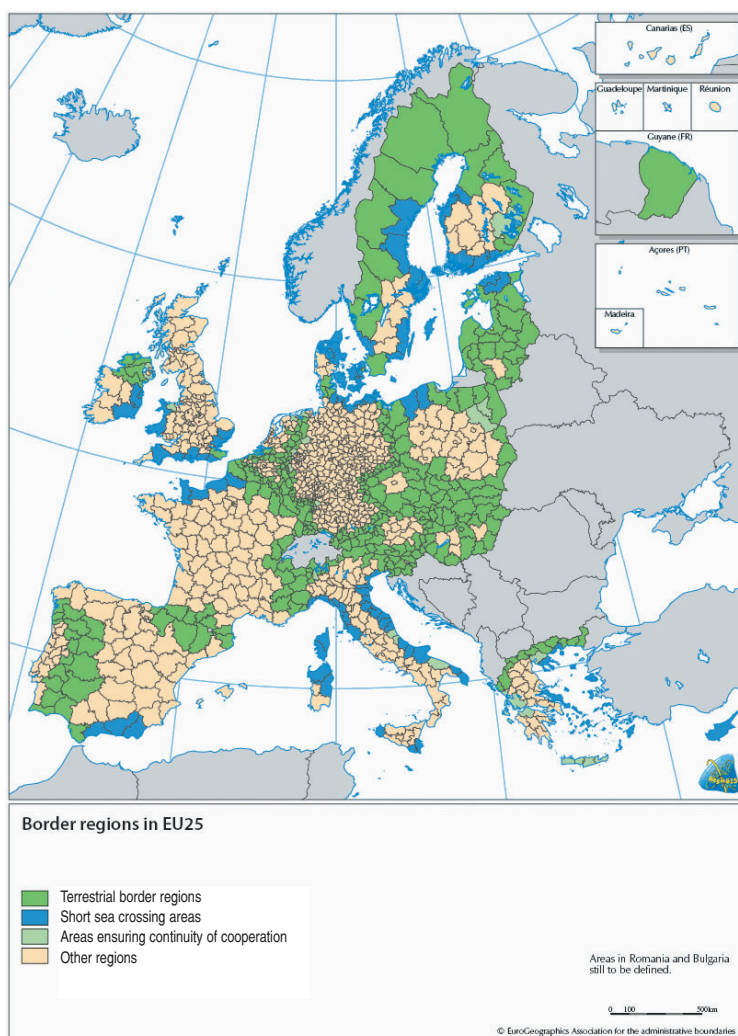 Canarias (ES)
Guadeloupe Martinique Réunion
Guyane (FR)
Açores (PT)
Madeira
Border regions in EU25
Terrestrial border regions
Short sea crossing areas
Areas ensuring continuity of cooperation
Other regions
Areas in Romania and Bulgaria
still to be defined.
0 100 500km
© EuroGeographics Association for the administrative boundaries